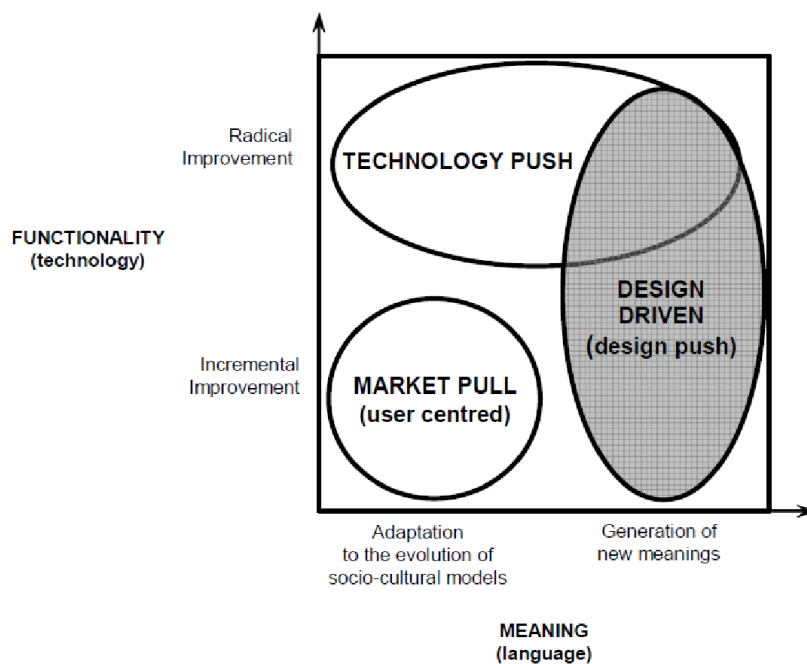 Radical
Improvement
TECHNOLOGY PUSH
FUNCTIONALITY
(technology)
DESIGN
DRIVEN
(design push)
Incremental
Improvement
MARKET PULL
(user centred)
Adaptation
to the evolution of
socio-cultural models
Generation of
new meanings
MEANING
(language)